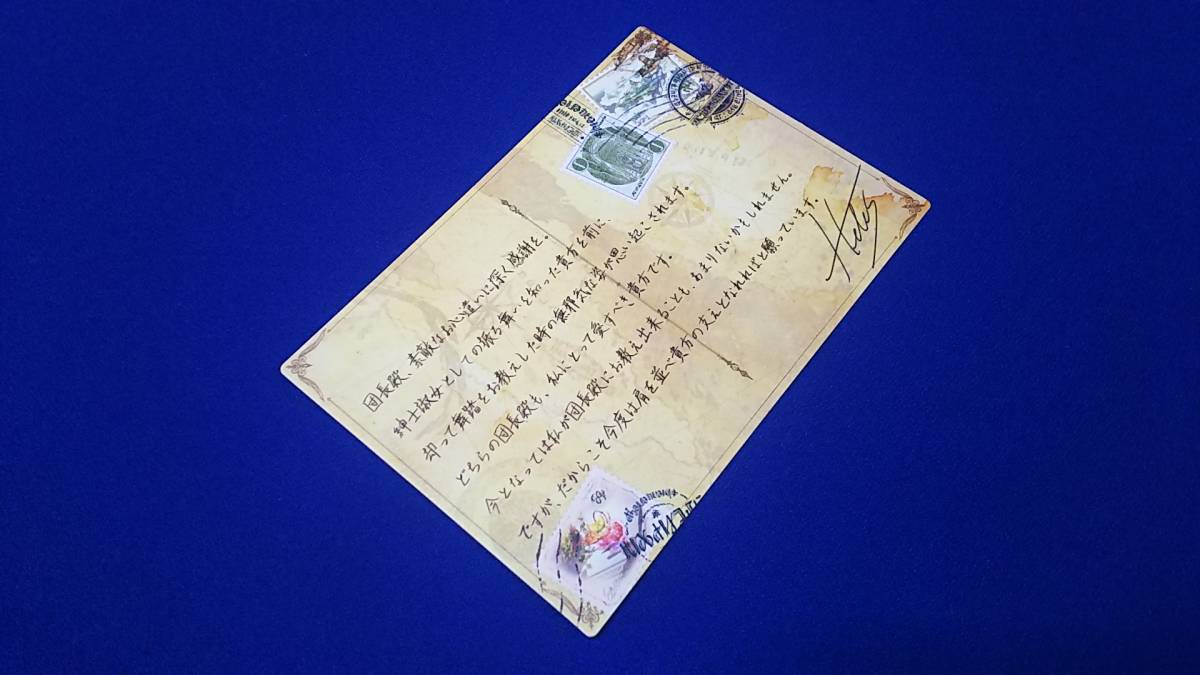 団長殿、素敵なお心遣いに深く感謝を。
紳士淑女としての振る舞いを知った貴方を前に、
却って舞踏をお教えした時の無邪気な姿が思い起こされます。
どちらの団長殿も、私にとって愛すべき貴方です。
今となっては私が団長殿にお教え出来ることも、あまりないかもしれません。
ですが、だからこそ今度は肩を並べ貴方の支えとなれればと願っています。